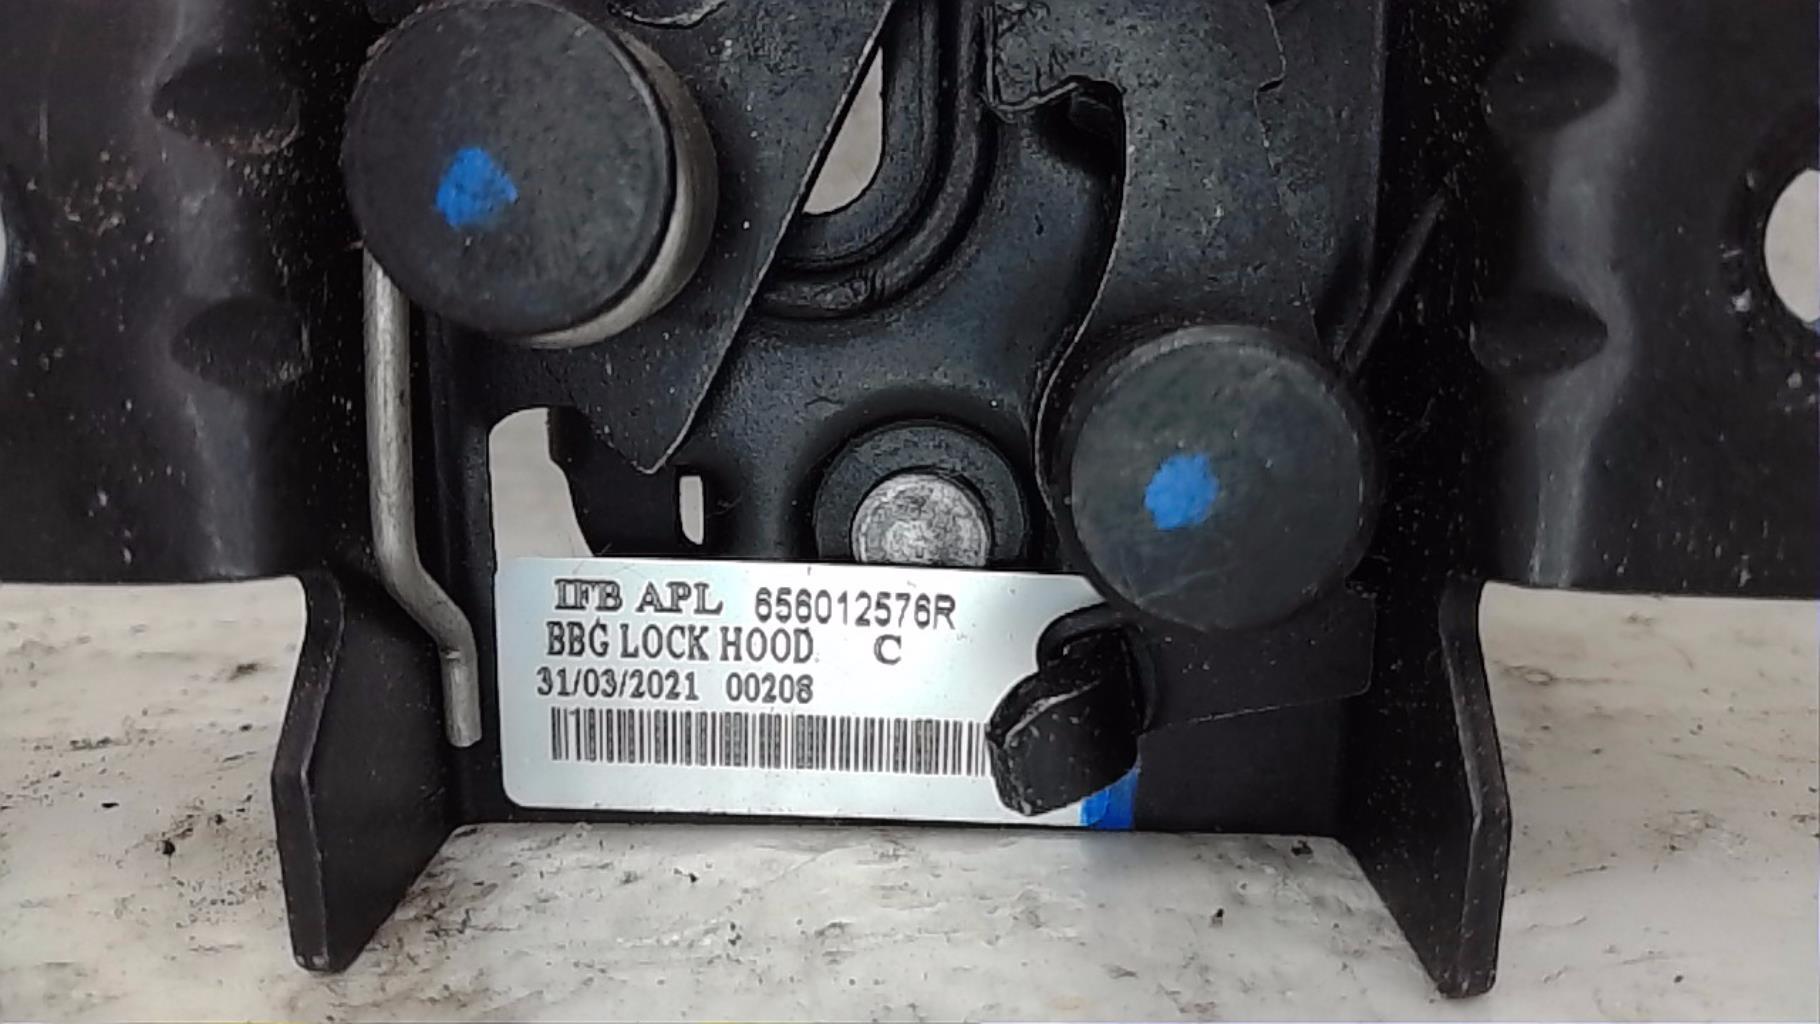 IFB APL 656012576R
BBG LOCK HOOD C
31/03/2021 00208